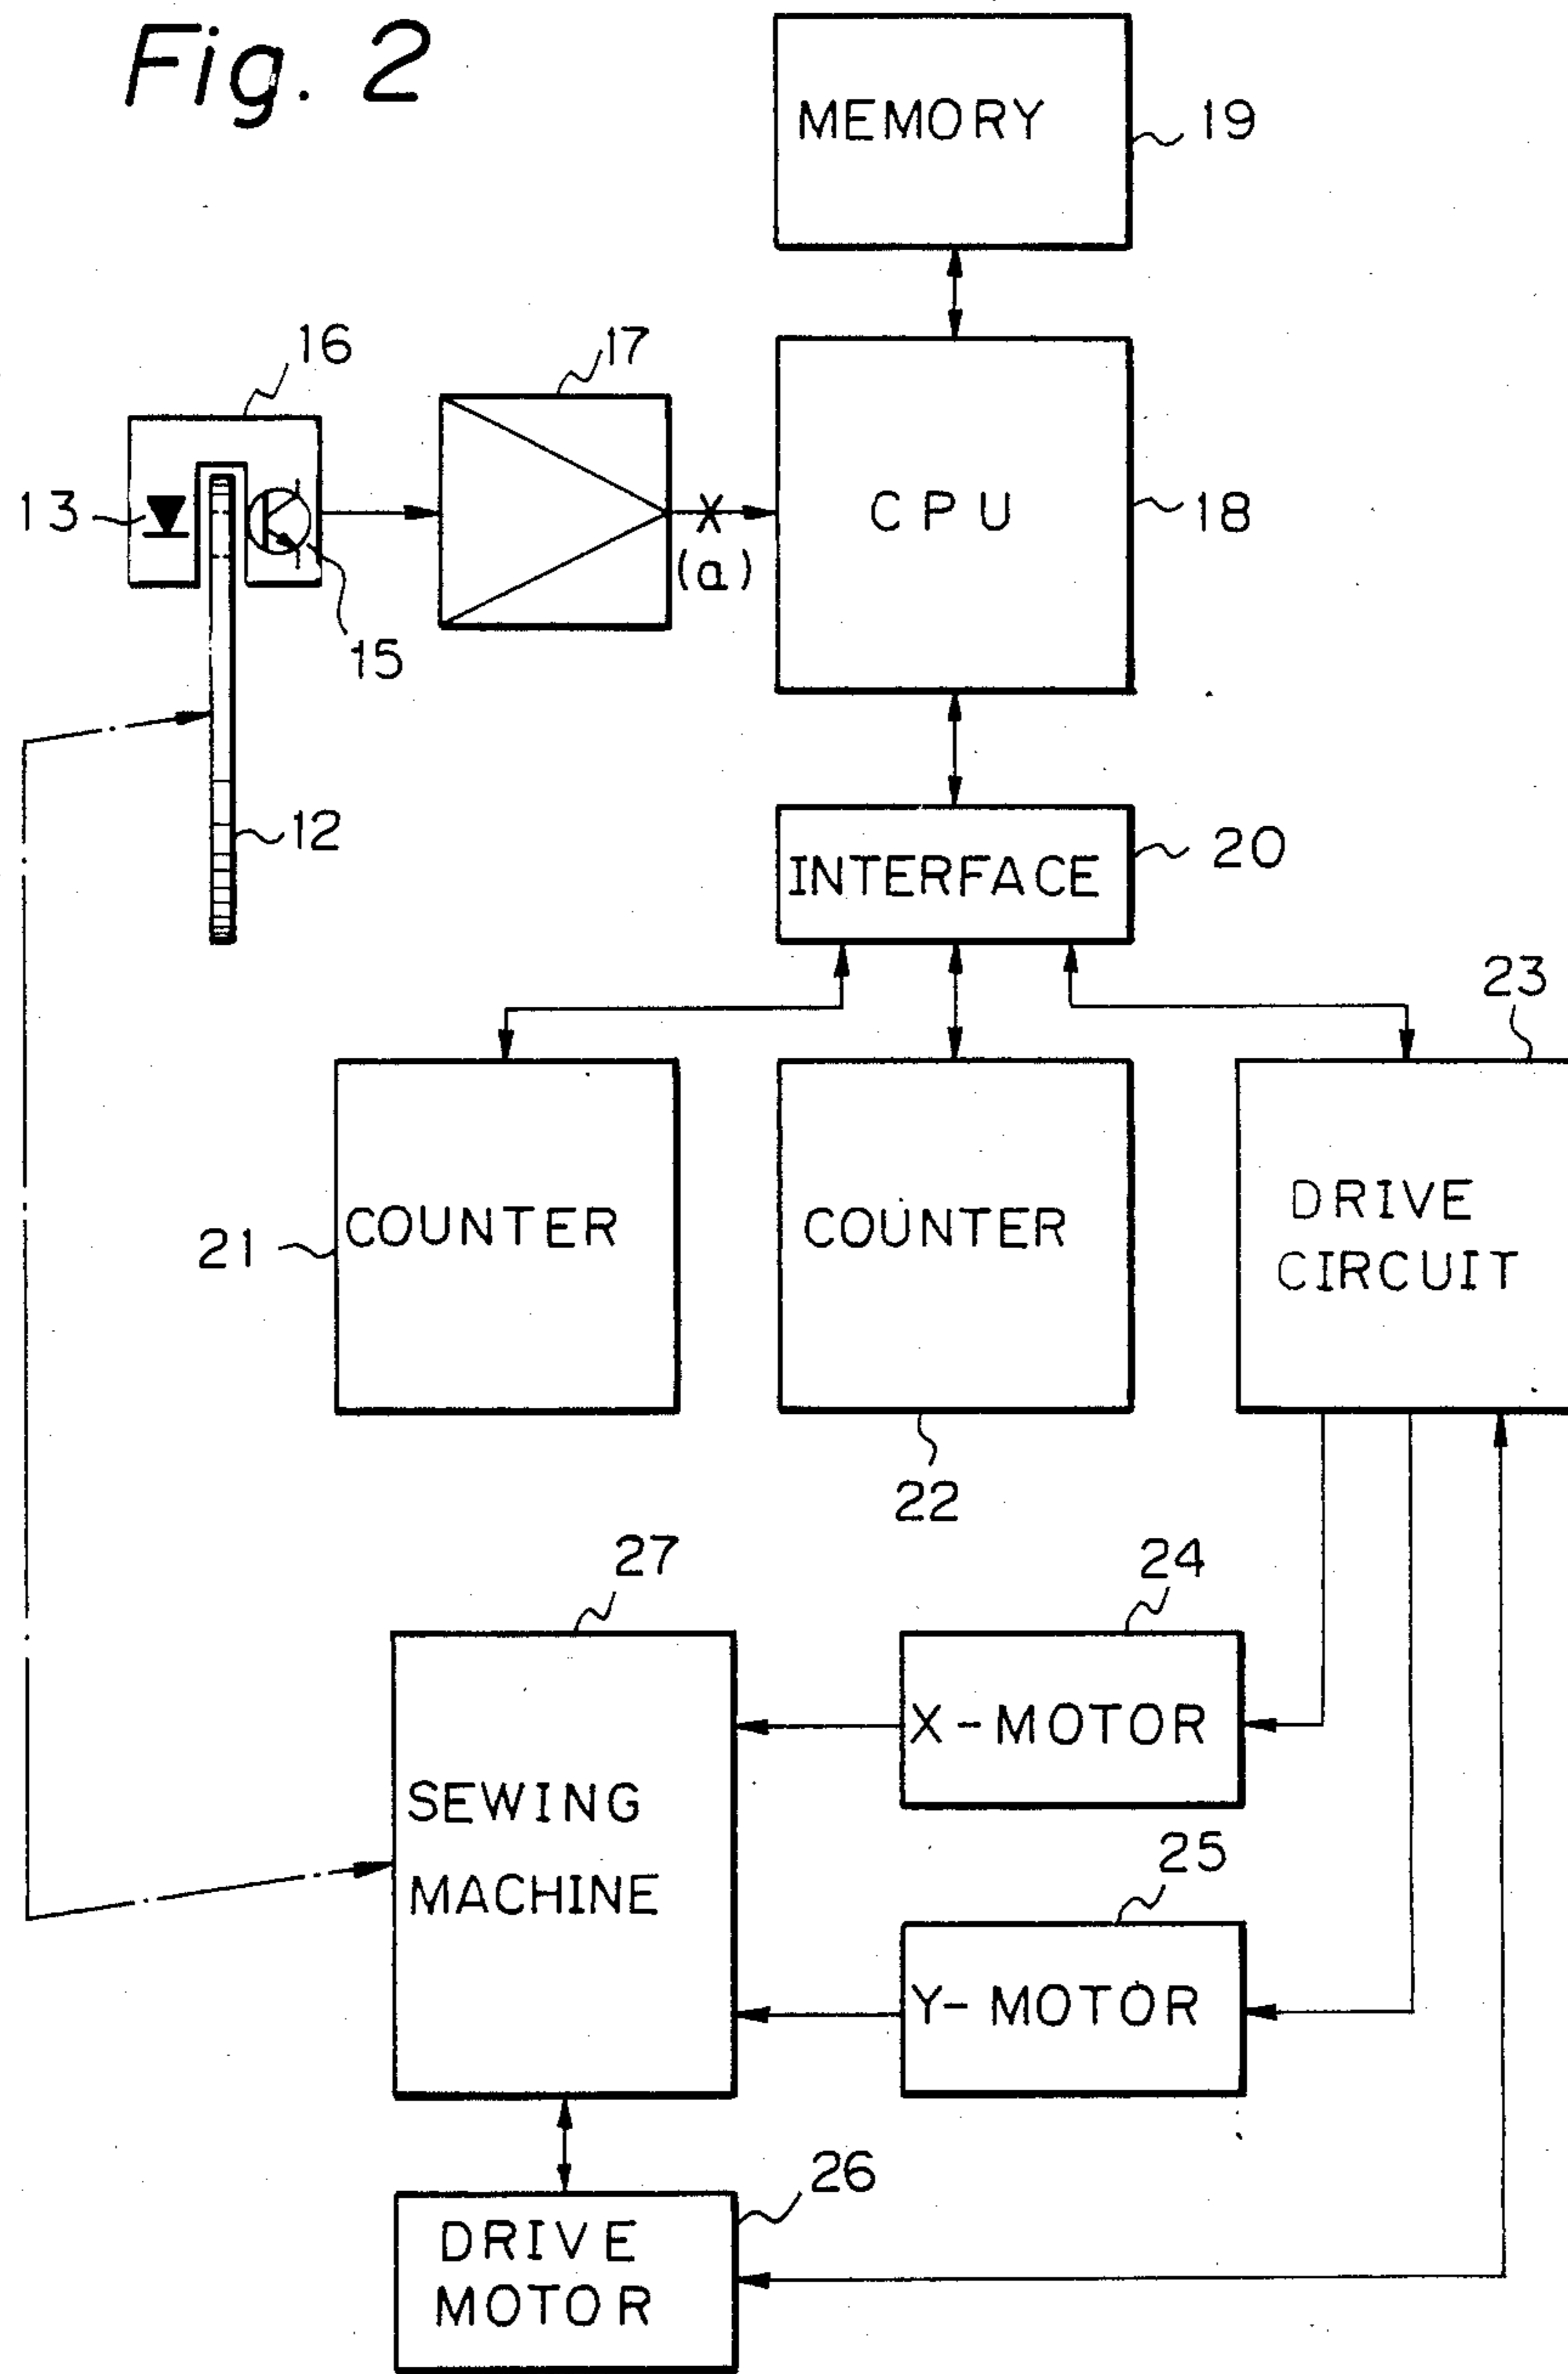 Fig. 2
MEMORY
19
16
17
13
CPU
18
(a)
15
12
INTERFACE
20
23
COUNTER
21
COUNTER
22
DRIVE
CIRCUIT
27
24
X-MOTOR
SEWING
MACHINE
25
Y-MOTOR
26
DRIVE
MOTOR